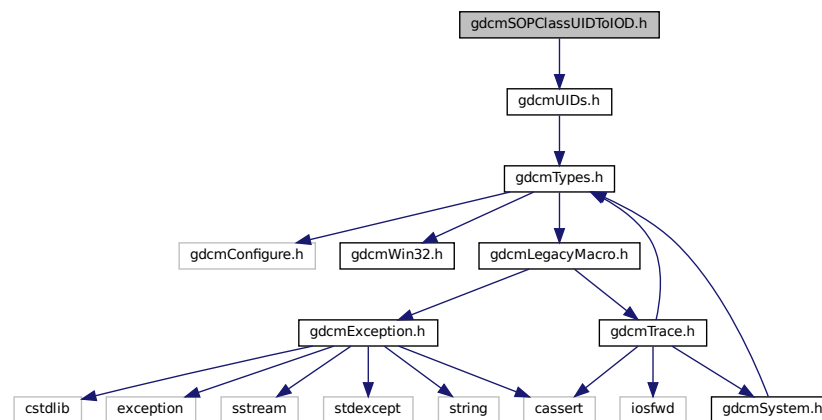 gdcmSOPClassUIDToIOD.h
gdcmUIDs.h
gdcmTypes.h
gdcmConfigure.h
gdcmWin32.h
gdcmLegacyMacro.h
gdcmException.h
gdcmTrace.h
cstdlib
exception
sstream
stdexcept
string
cassert
iosfwd
gdcmSystem.h